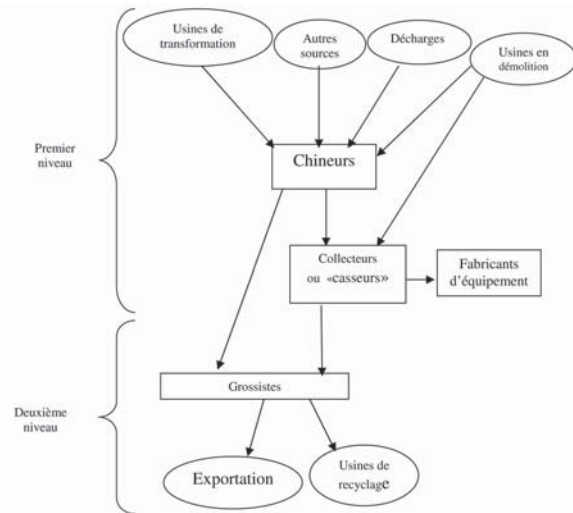 Usines de
transformation
Autres
sources
Décharges
Usines en
démolition
Premier
niveau
Chineurs
Collecteurs
ou «casseurs»
Fabricants
d'équipement
Grossistes
Deuxième
niveau
Exportation
Usines de
recyclage